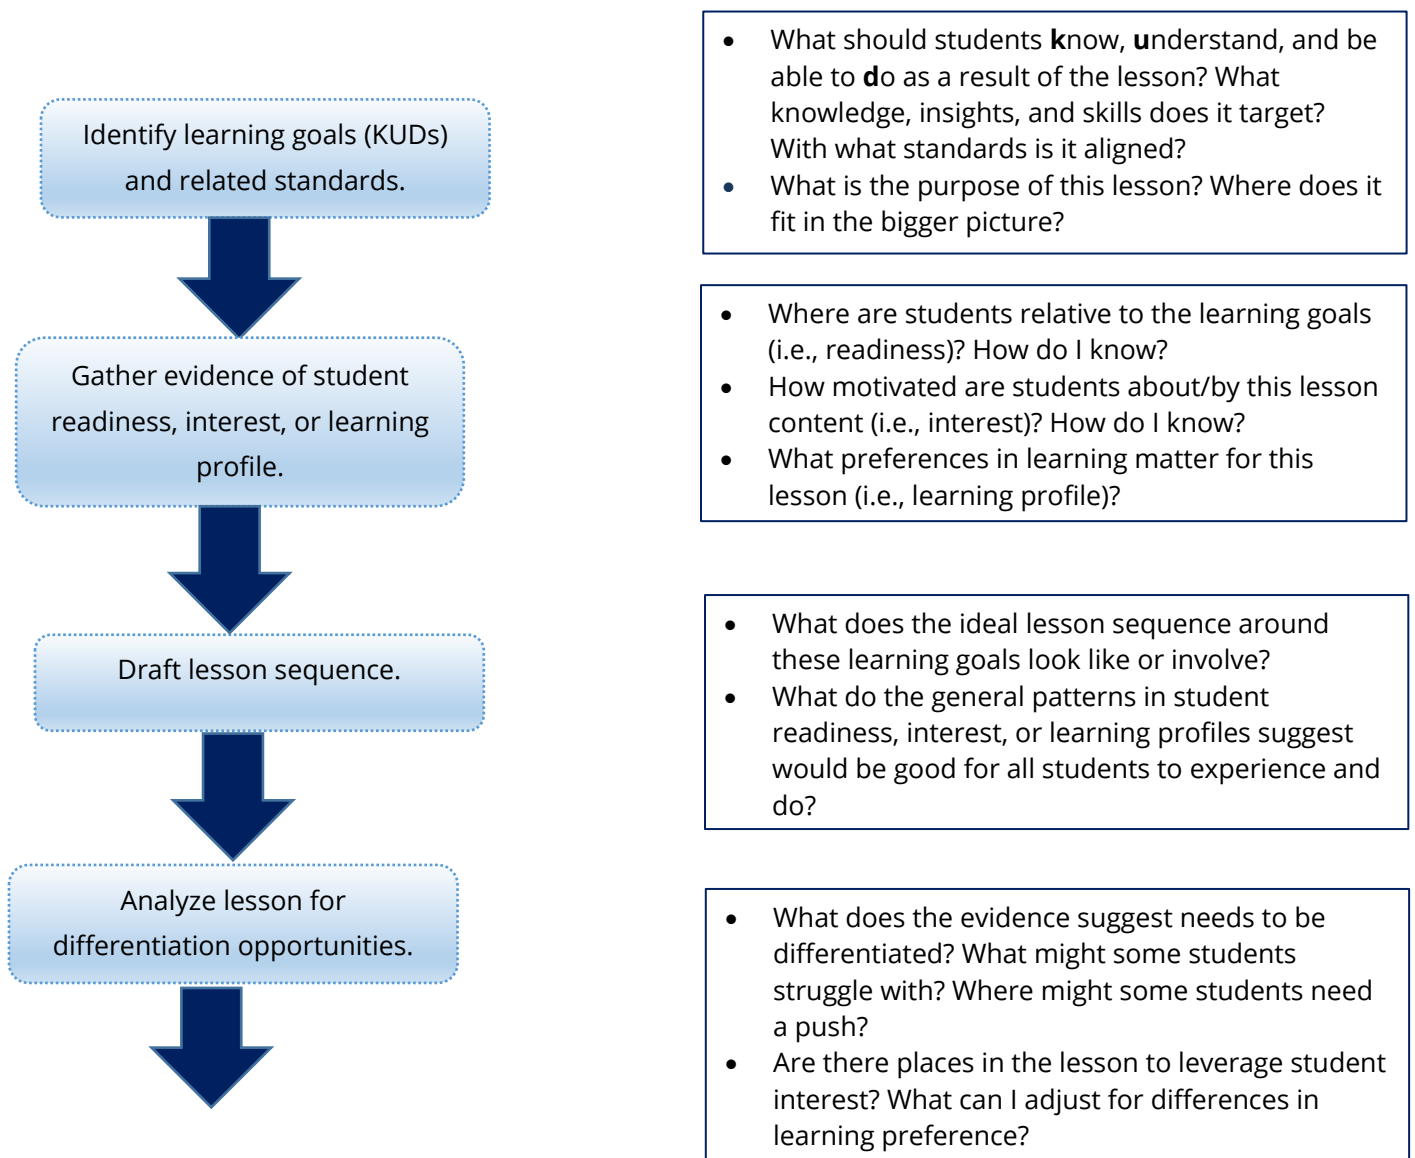 Identify learning goals (KUDs)
and related standards.
• What should students know, understand, and be
able to do as a result of the lesson? What
knowledge, insights, and skills does it target?
With what standards is it aligned?
• What is the purpose of this lesson? Where does it
fit in the bigger picture?
Gather evidence of student
readiness, interest, or learning
profile.
• Where are students relative to the learning goals
(i.e., readiness)? How do I know?
• How motivated are students about/by this lesson
content (i.e., interest)? How do I know?
• What preferences in learning matter for this
lesson (i.e., learning profile)?
Draft lesson sequence.
• What does the ideal lesson sequence around
these learning goals look like or involve?
• What do the general patterns in student
readiness, interest, or learning profiles suggest
would be good for all students to experience and
do?
Analyze lesson for
differentiation opportunities.
• What does the evidence suggest needs to be
differentiated? What might some students
struggle with? Where might some students need
a push?
• Are there places in the lesson to leverage student
interest? What can I adjust for differences in
learning preference?